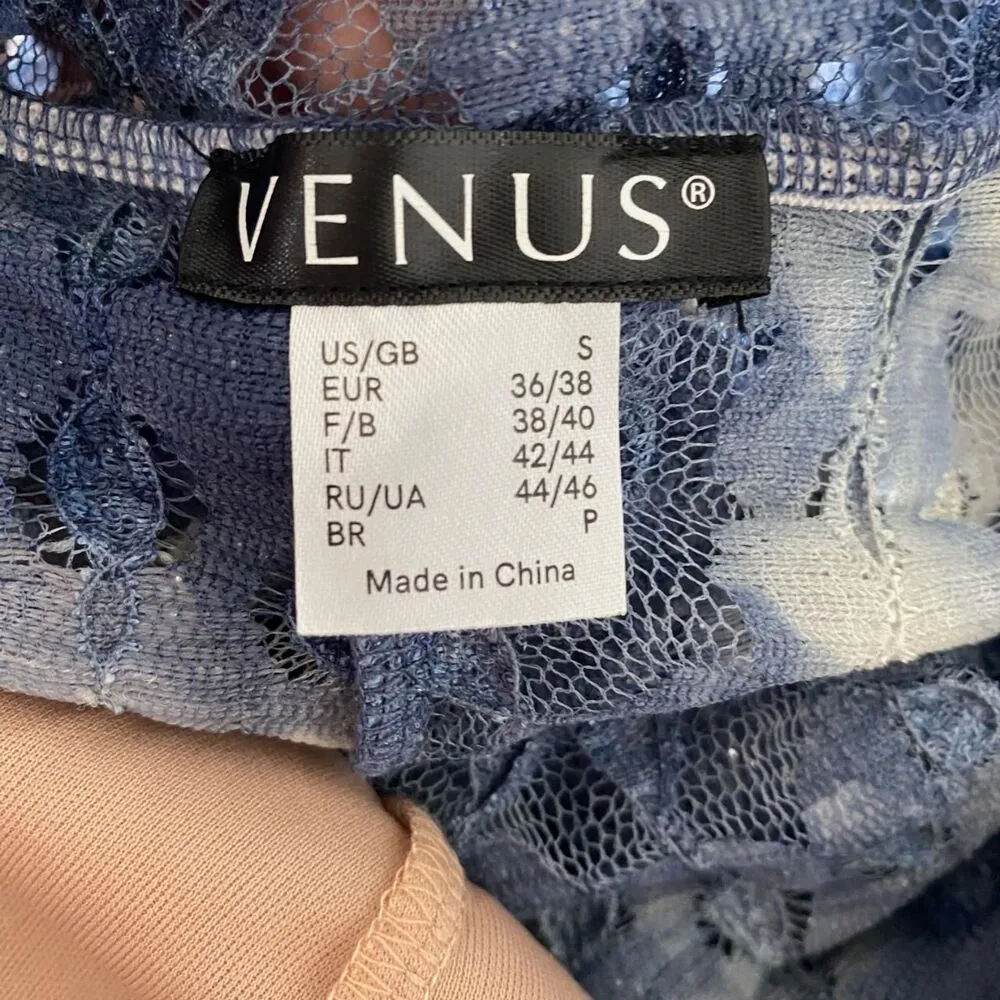 VENUS®
US/GB S
EUR 36/38
F/B 38/40
IT 42/44
RU/UA 44/46
BR P
Made in China